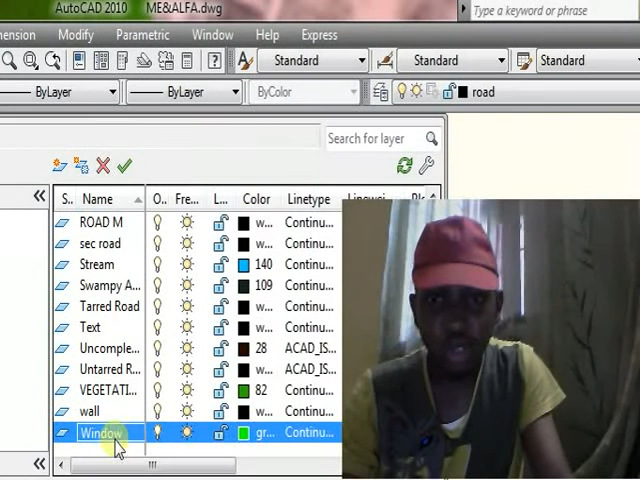 AutoCAD 2010 ME&ALFA.dwg
Type a keyword or phrase
Modify Parametric Window Help Express
Standard Standard Standard
ByLayer ByLayer ByColor road
Search for layer
S.. Name O.. Fre... L... Color Linetype
ROAD M w... Continu...
sec road w... Continu...
Stream 140 Continu...
Swampy A... 109 Continu...
Tarred Road w... Continu...
Text w... Continu...
Uncomple... 28 ACAD_IS...
Untarred R... w... ACAD_IS...
VEGETATI... 82 Continu...
wall w... Continu...
Window gr... Continu...